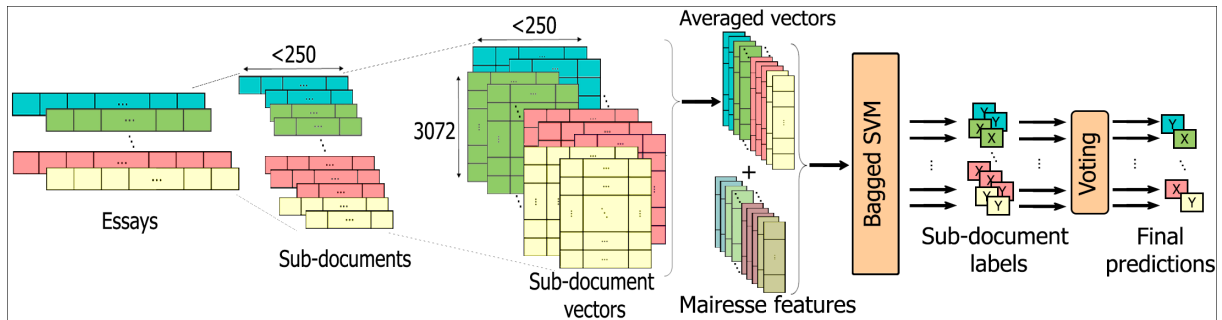 Essays
<250
Sub-documents
<250
3072
Sub-document
vectors
Averaged vectors
+
Mairesse features
Bagged SVM
Y
Y
X
X
X
Y
Y
Y
Sub-document
labels
Voting
Y
X
X
Y
Final
predictions